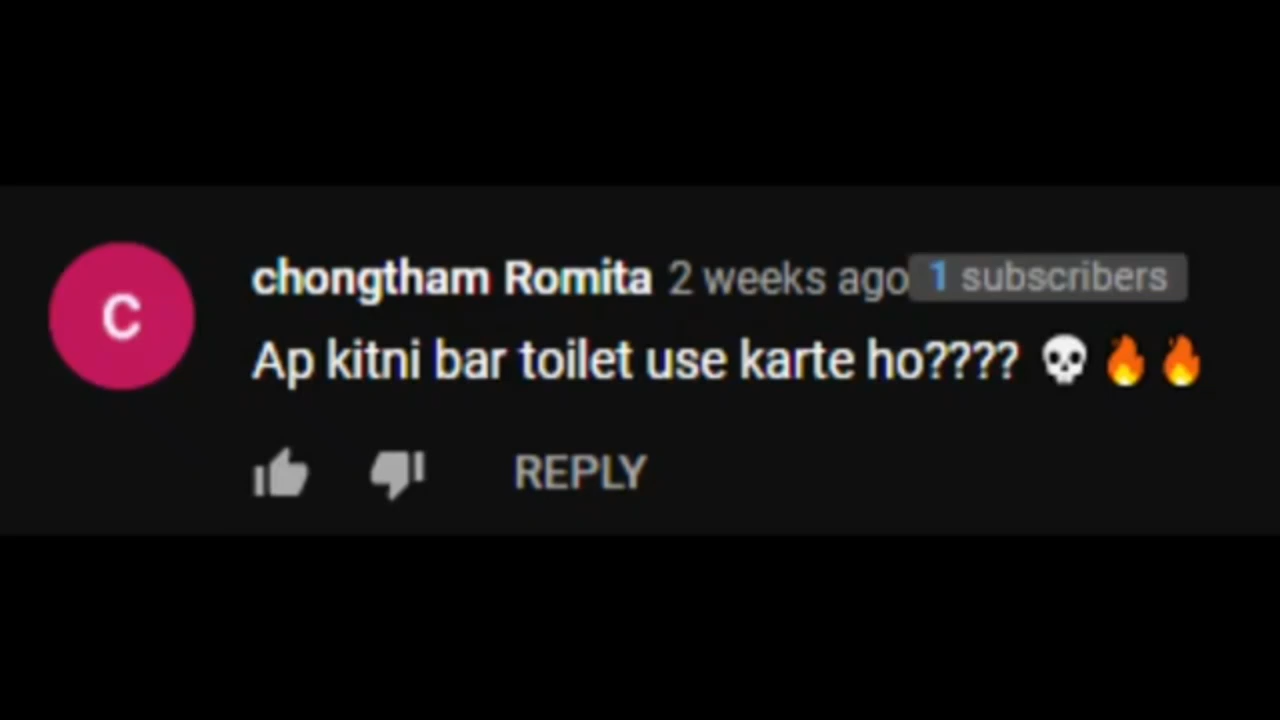 C
chongtham Romita 2 weeks ago 1 subscribers
Ap kitni bar toilet use karte ho???? 💀🔥🔥
REPLY